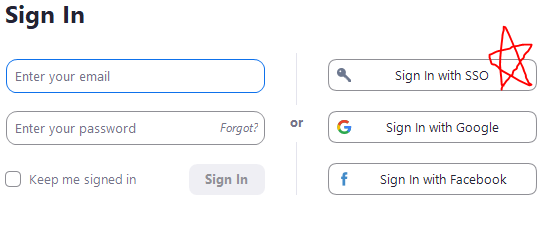 Sign In
Enter your email
Enter your password
Forgot?
Keep me signed in
Sign In
or
Sign In with SSO
Sign In with Google
Sign In with Facebook